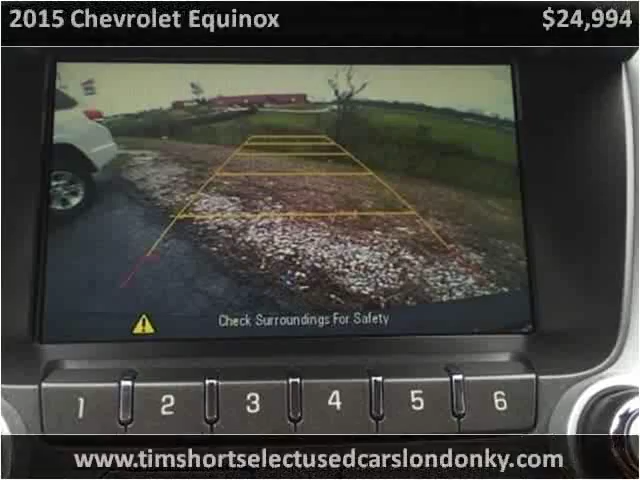 2015 Chevrolet Equinox $24,994
Check Surroundings For Safety
1 2 3 4 5 6
www.timshortselectusedcarslondonky.com